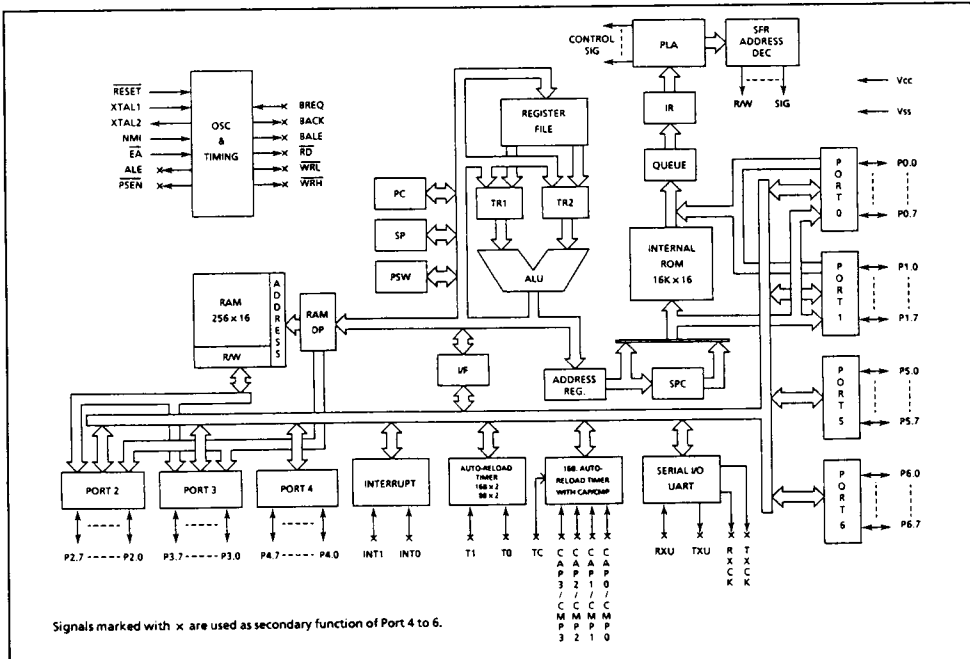 CONTROL
SIG
PLA
SFR
ADDRESS
DEC
R/W
SIG
Vcc
Vss
RESET
XTAL1
XTAL2
NMI
EA
ALE
PSEN
OSC
&
TIMING
BREQ
BACK
BALE
RD
WRL
WRH
REGISTER
FILE
IR
QUEUE
PC
SP
PSW
TR1
TR2
ALU
INTERNAL
ROM
16K x 16
PORT 0
P0.0
P0.7
PORT 1
P1.0
P1.7
RAM
256 x 16
R/W
ADDRESS
RAM
DP
I/F
ADDRESS
REG.
SPC
PORT 5
P5.0
P5.7
PORT 6
P6.0
P6.7
PORT 2
PORT 3
PORT 4
INTERRUPT
AUTO-RELOAD
TIMER
16B x 2
8B x 2
16B. AUTO-
RELOAD TIMER
WITH CAP/CMP
SERIAL I/O
UART
P2.7 P2.0
P3.7 P3.0
P4.7 P4.0
INT1
INT0
T1
T0
TC
CAP3/CMP3
CAP2/CMP2
CAP1/CMP1
CAP0/CMP0
RXU
TXU
RXCK
TXCK
Signals marked with x are used as secondary function of Port 4 to 6.